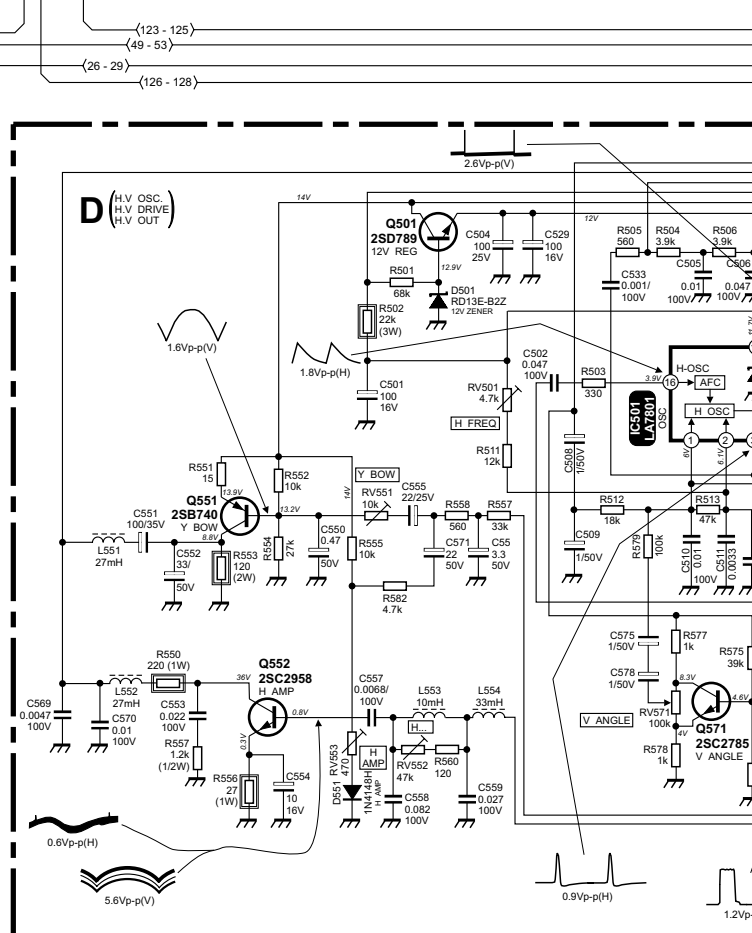 (123 - 125)
(49 - 53)
(26 - 29)
(126 - 128)
2.6Vp-p(V)
D
H.V OSC.
H.V DRIVE
H.V OUT
14V
Q501
2SD789
12V REG
C504
100
25V
C529
100
16V
12V
R505
560
R504
3.9k
R506
3.9k
12.9V
R501
68k
D501
RD13E-B2Z
12V ZENER
C533
0.001/
100V
C505
0.01
100V
C506
0.047
100V
R502
22k
(3W)
1.6Vp-p(V)
1.8Vp-p(H)
C501
100
16V
C502
0.047
100V
R503
330
3.9V
16
H-OSC
AFC
H OSC
IC501
LA7801
OSC
1
2
6V
6.1V
RV501
4.7k
H FREQ
R511
12k
C508
1/50V
R551
15
R552
10k
14V
Y BOW
RV551
10k
C555
22/25V
R558
560
R557
33k
13.9V
Q551
2SB740
Y BOW
8.8V
13.2V
C551
100/35V
L551
27mH
C552
33/
50V
R553
120
(2W)
R554
27k
C550
0.47
50V
R555
10k
C571
22
50V
C55
3.3
50V
R582
4.7k
R512
18k
R513
47k
C509
1/50V
R579
100k
C510
0.01
100V
C511
0.0033
C575
1/50V
R577
1k
R575
39k
C578
1/50V
8.3V
RV571
100k
4.6V
V ANGLE
4V
Q571
2SC2785
V ANGLE
R578
1k
R550
220 (1W)
Q552
2SC2958
H AMP
36V
0.8V
0.3V
L552
27mH
C569
0.0047
100V
C570
0.01
100V
C553
0.022
100V
R557
1.2k
(1/2W)
R556
27
(1W)
C554
10
16V
C557
0.0068/
100V
L553
10mH
L554
33mH
H...
RV553
470
H
AMP
RV552
47k
R560
120
D551
1N4148H
H AMP
C558
0.082
100V
C559
0.027
100V
0.6Vp-p(H)
5.6Vp-p(V)
0.9Vp-p(H)
1.2Vp-